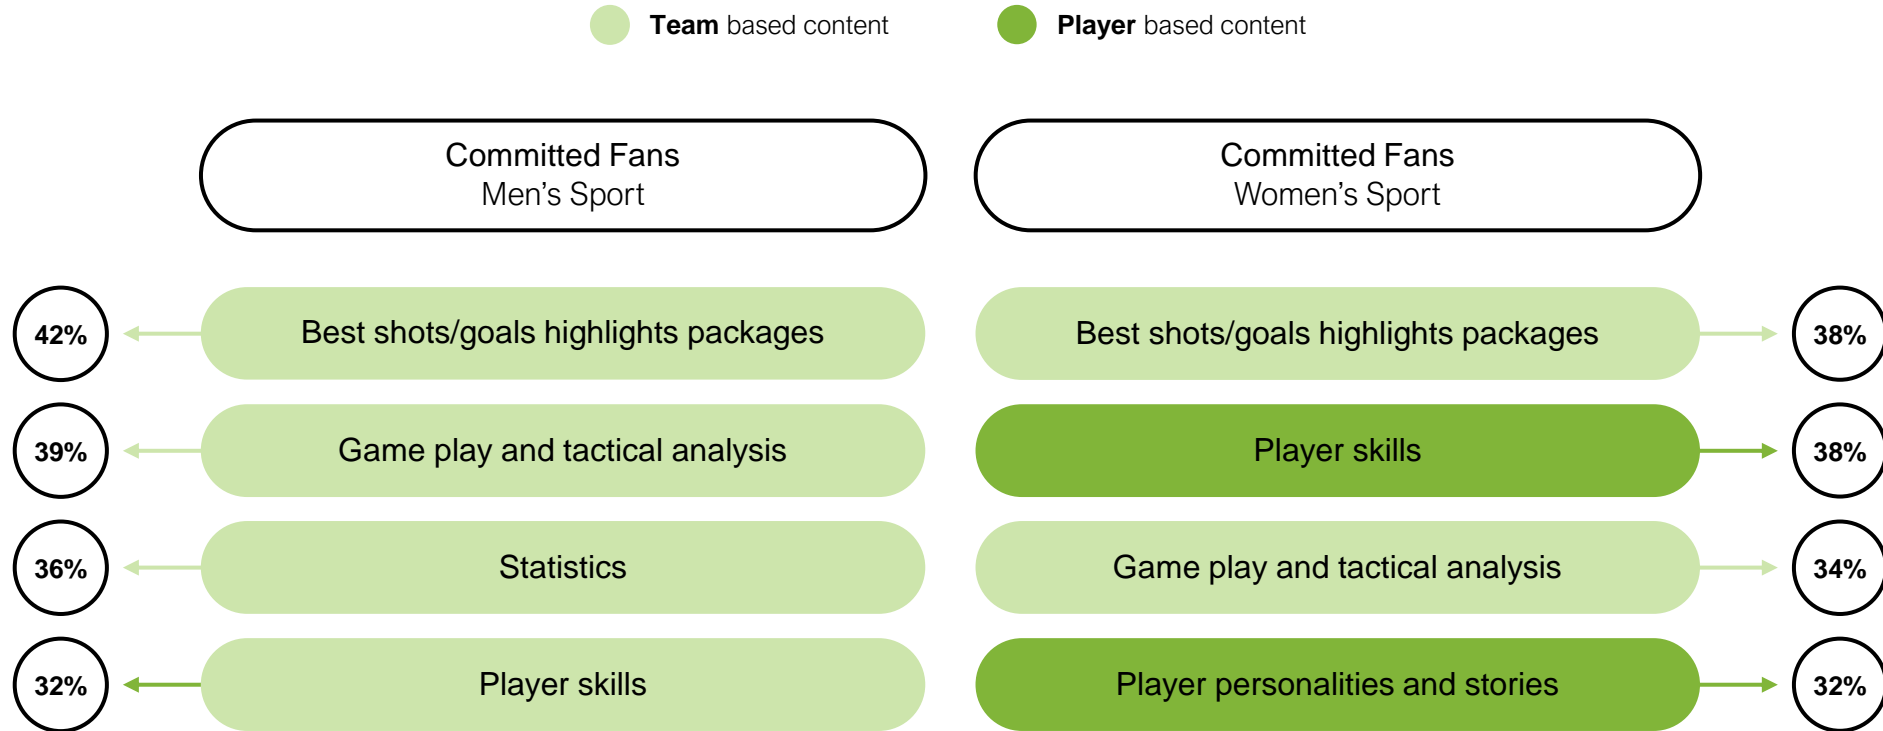 Team based content
Player based content
Committed Fans
Men's Sport
Committed Fans
Women's Sport
42%
Best shots/goals highlights packages
Best shots/goals highlights packages
38%
39%
Game play and tactical analysis
Player skills
38%
36%
Statistics
Game play and tactical analysis
34%
32%
Player skills
Player personalities and stories
32%